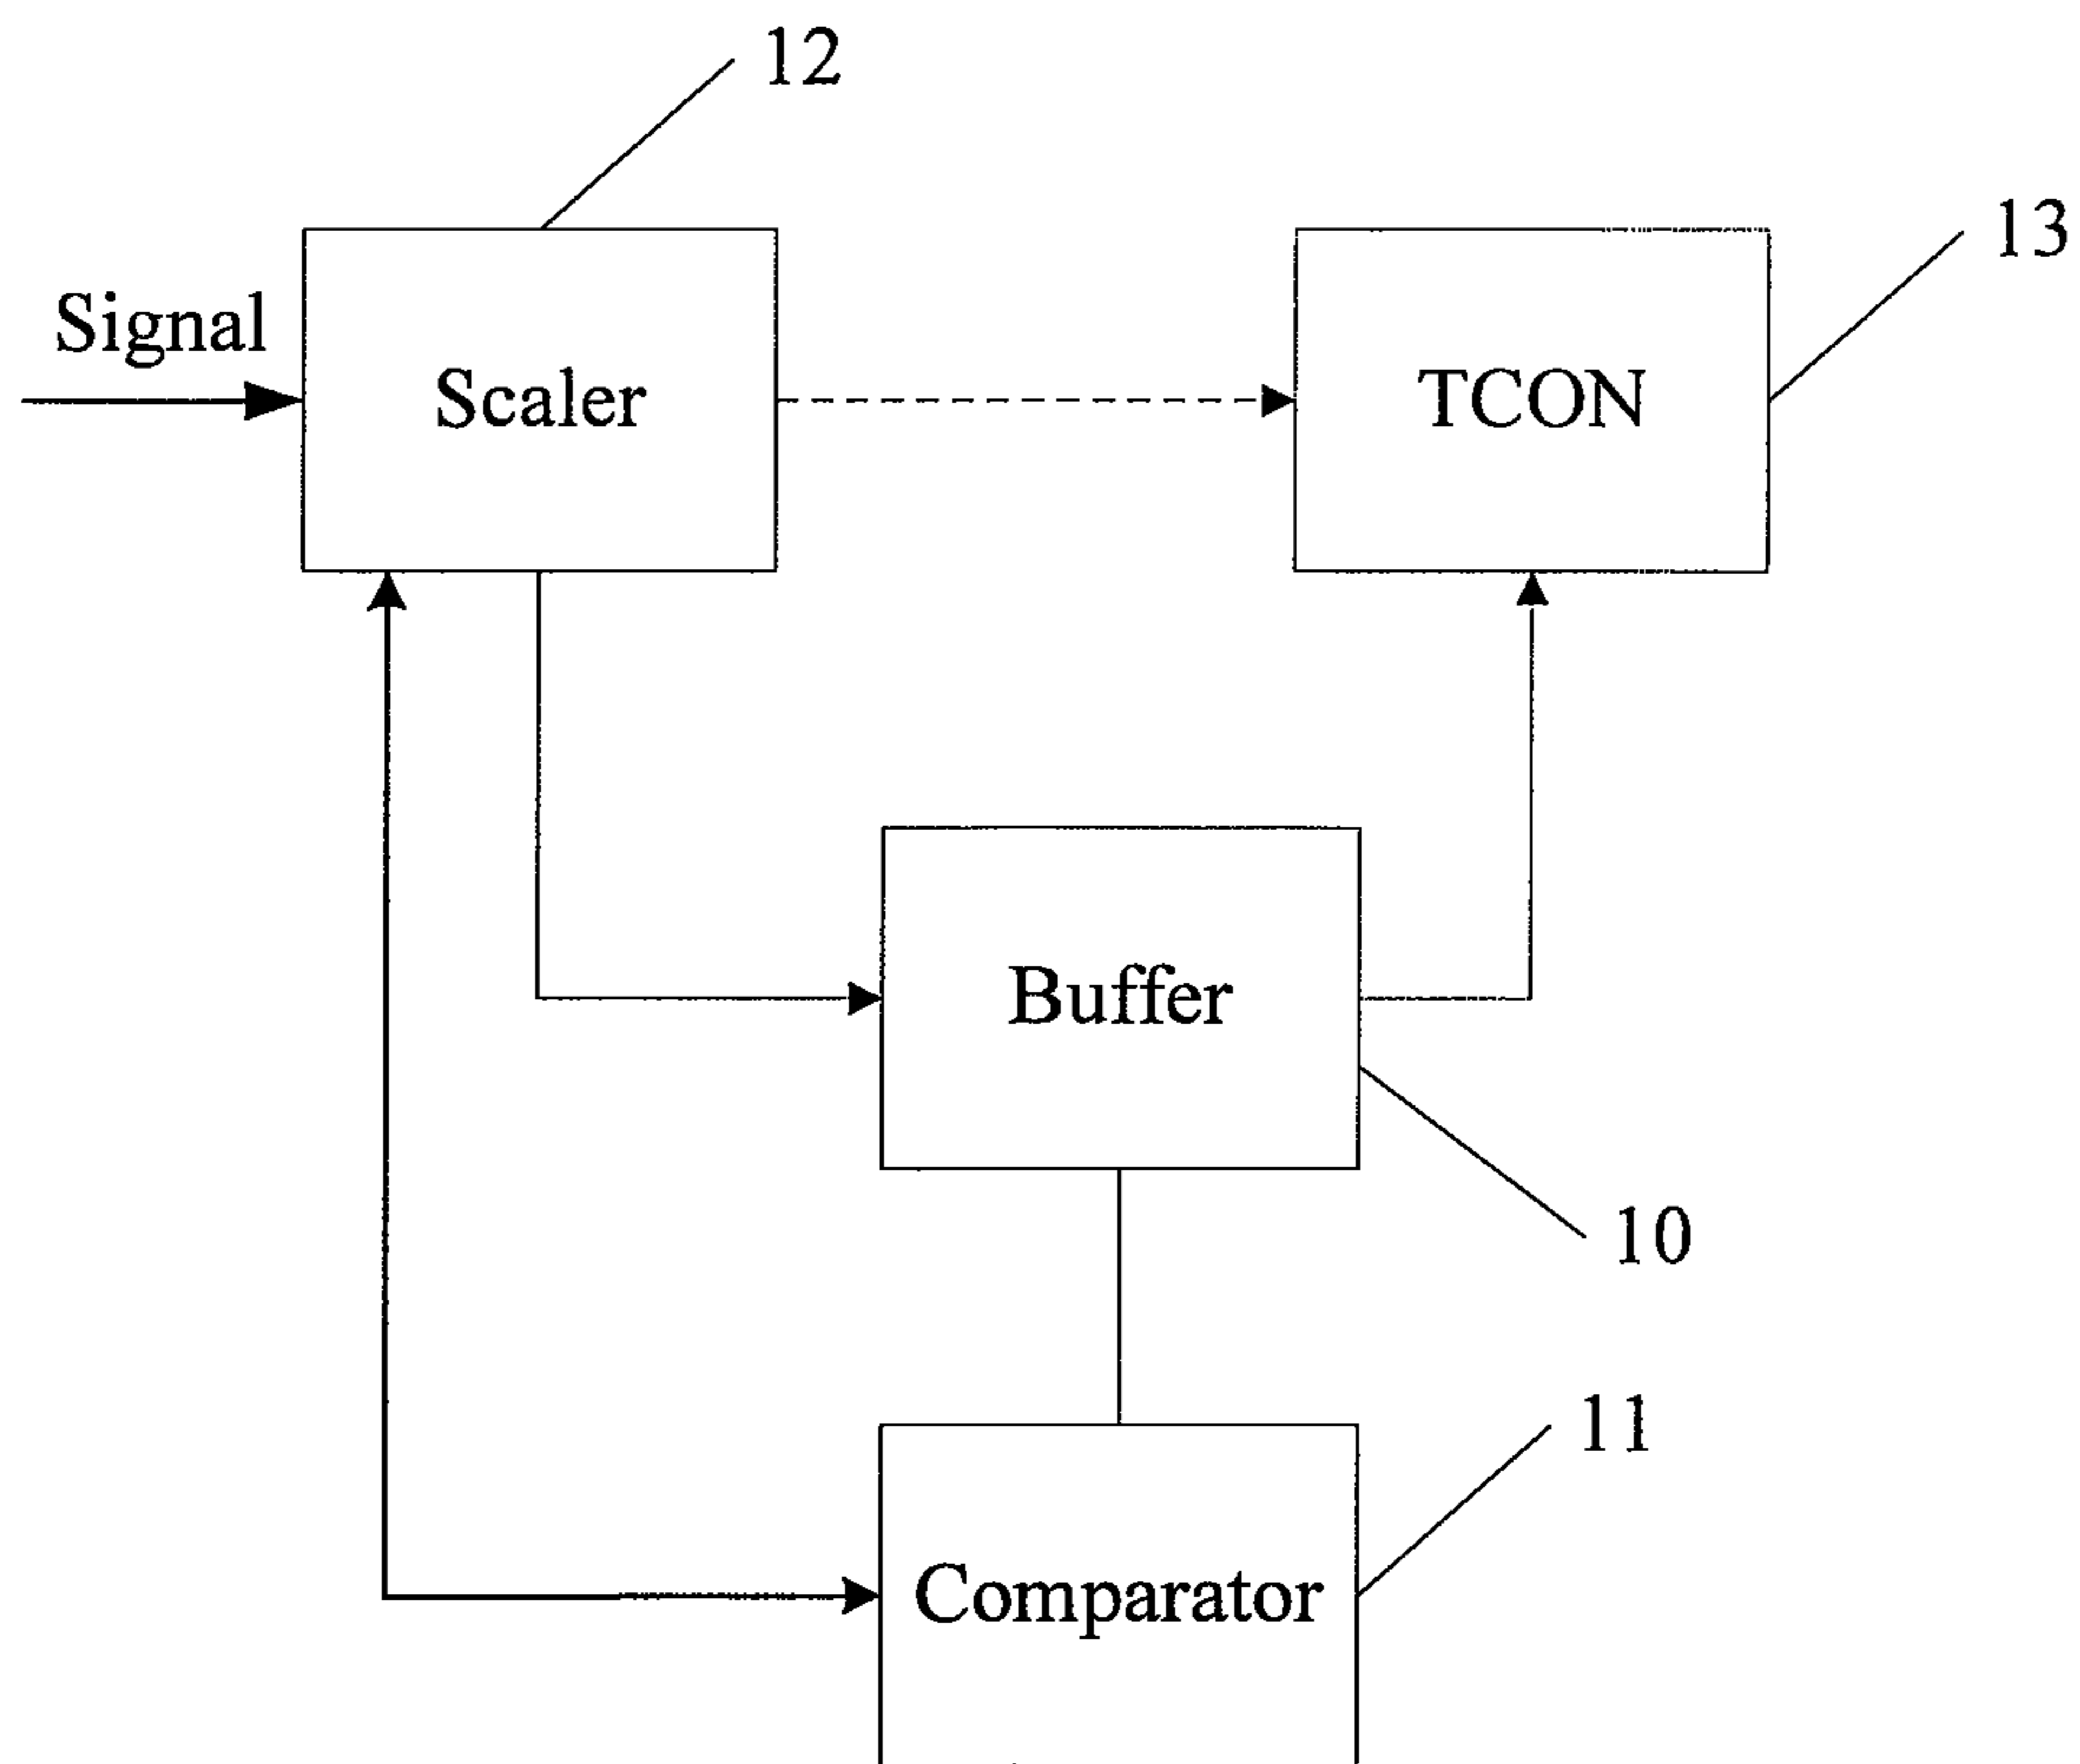 12
13
Signal
Scaler
TCON
Buffer
10
11
Comparator